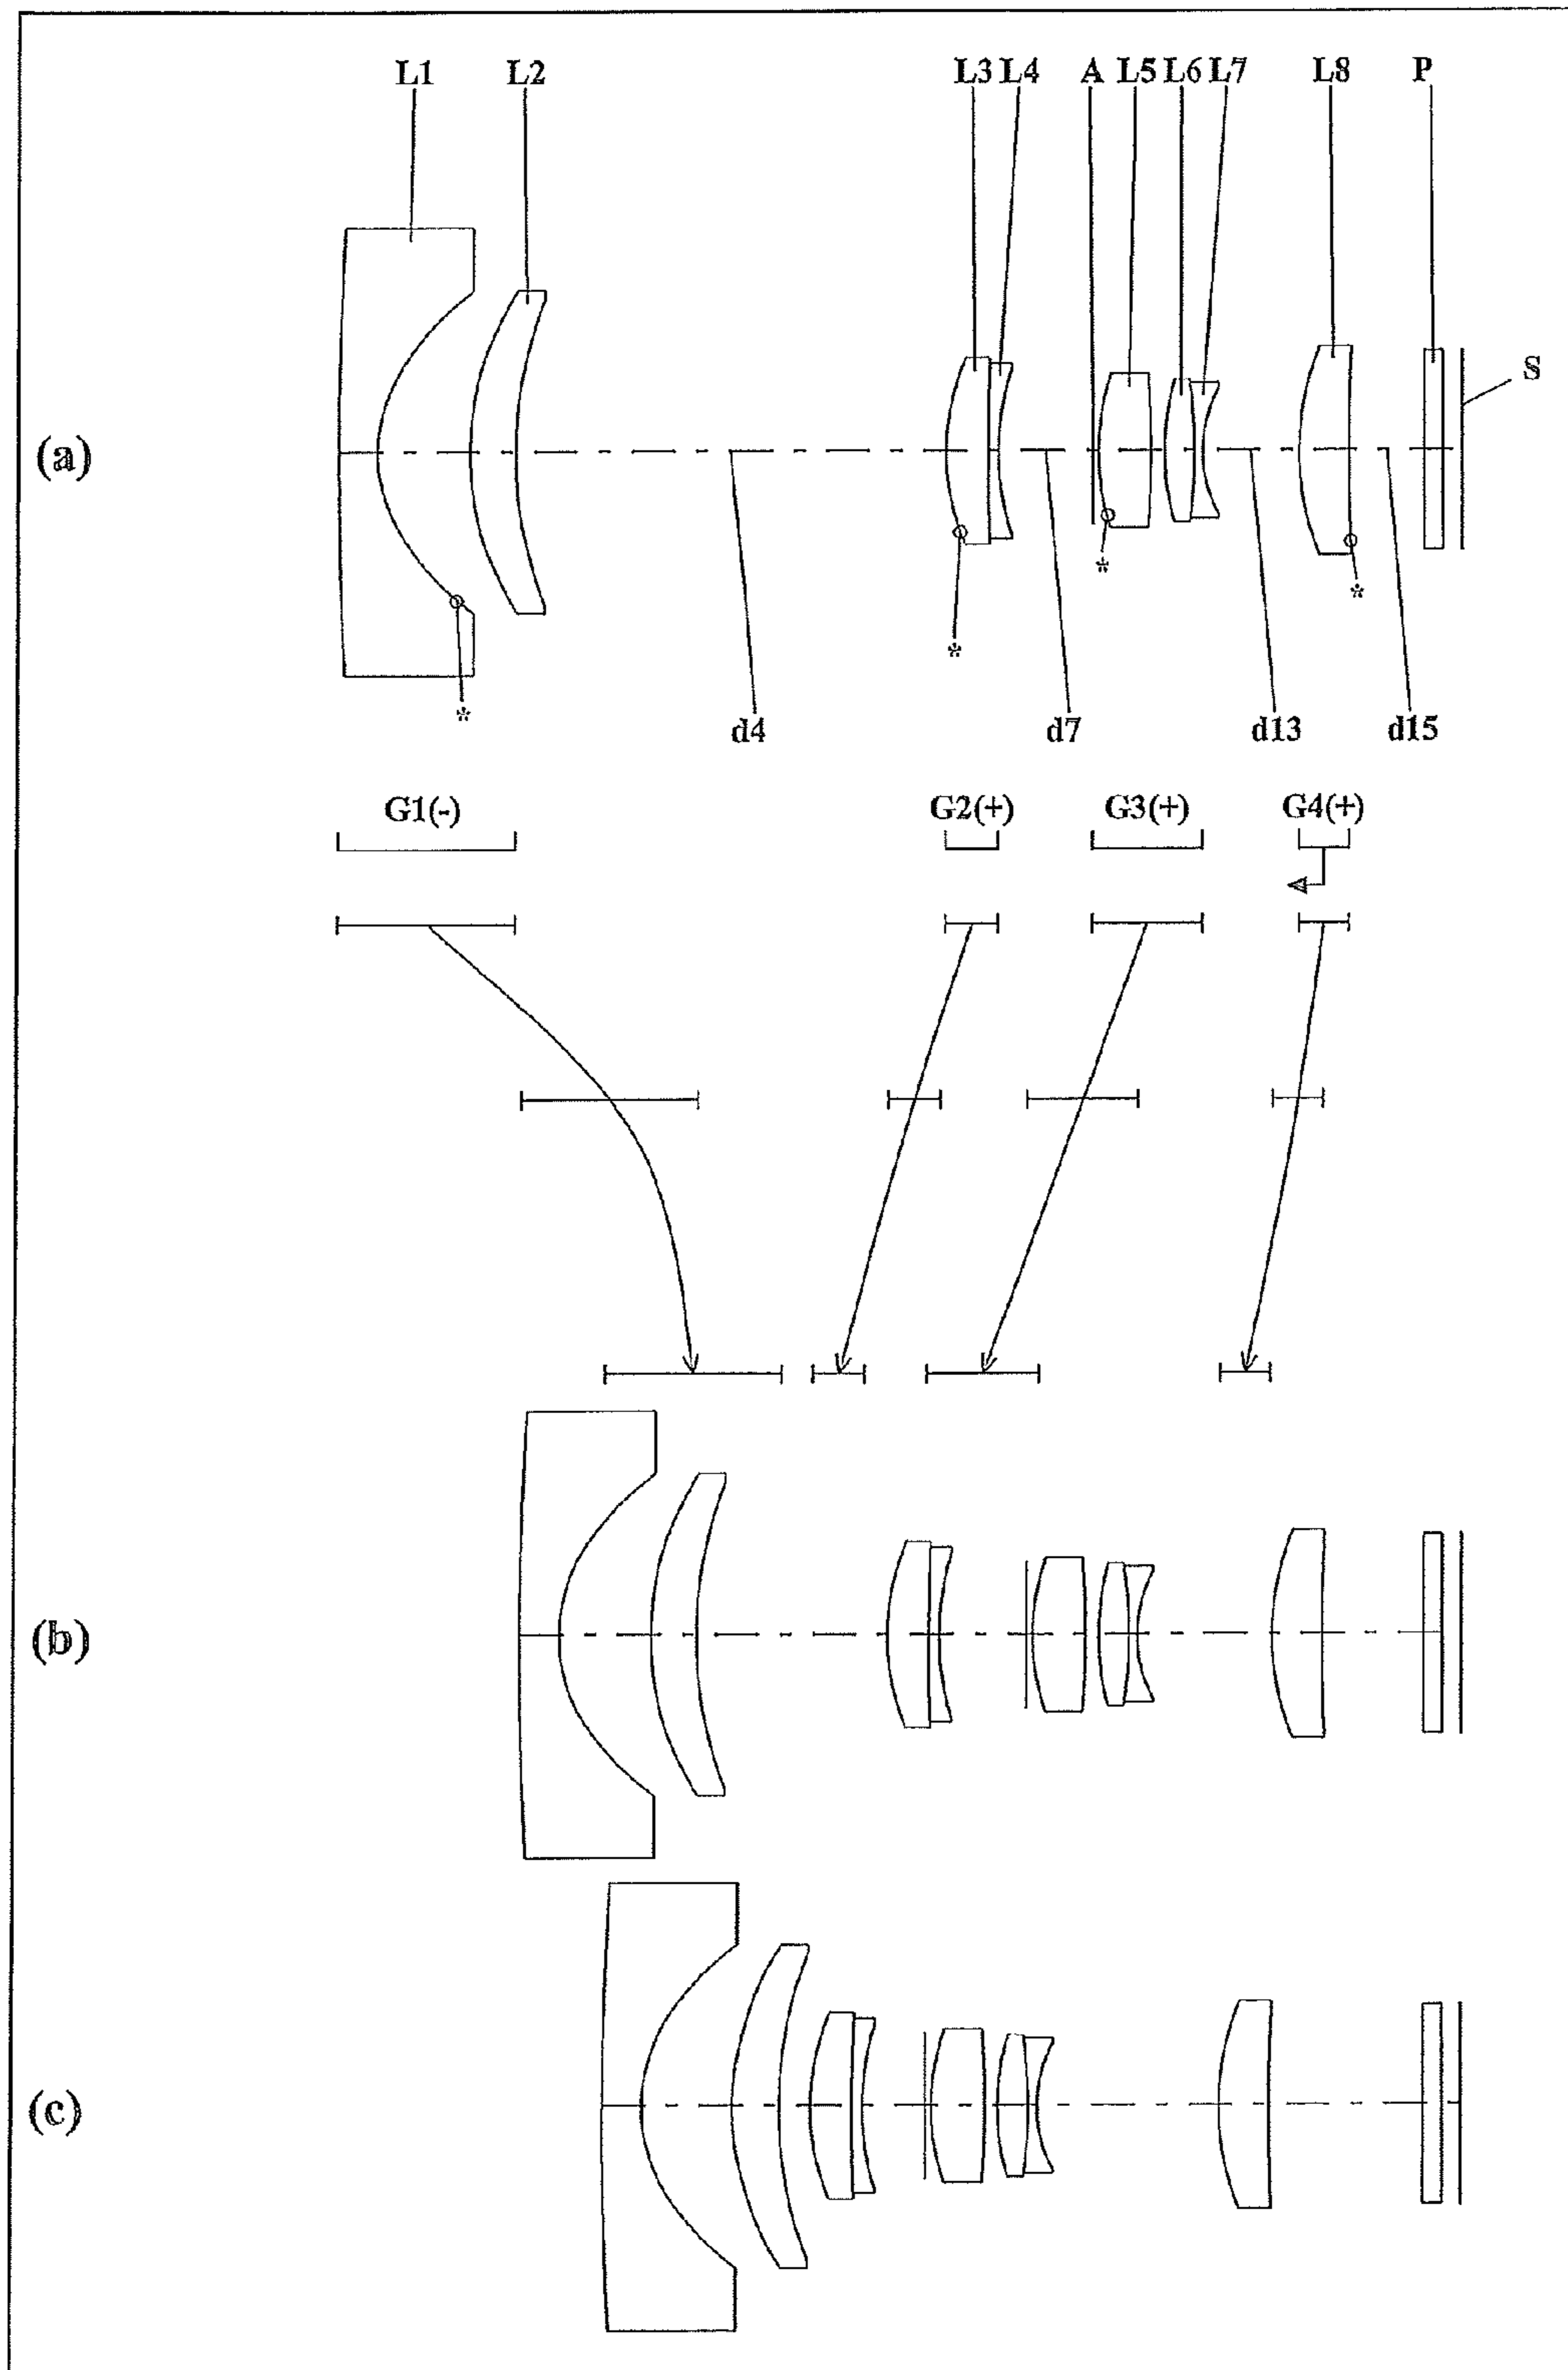 L1 L2 L3 L4 A L5 L6 L7 L8 P
S
(a)
*
*
*
*
d4 d7 d13 d15
G1(-) G2(+) G3(+) G4(+)
(b)
(c)